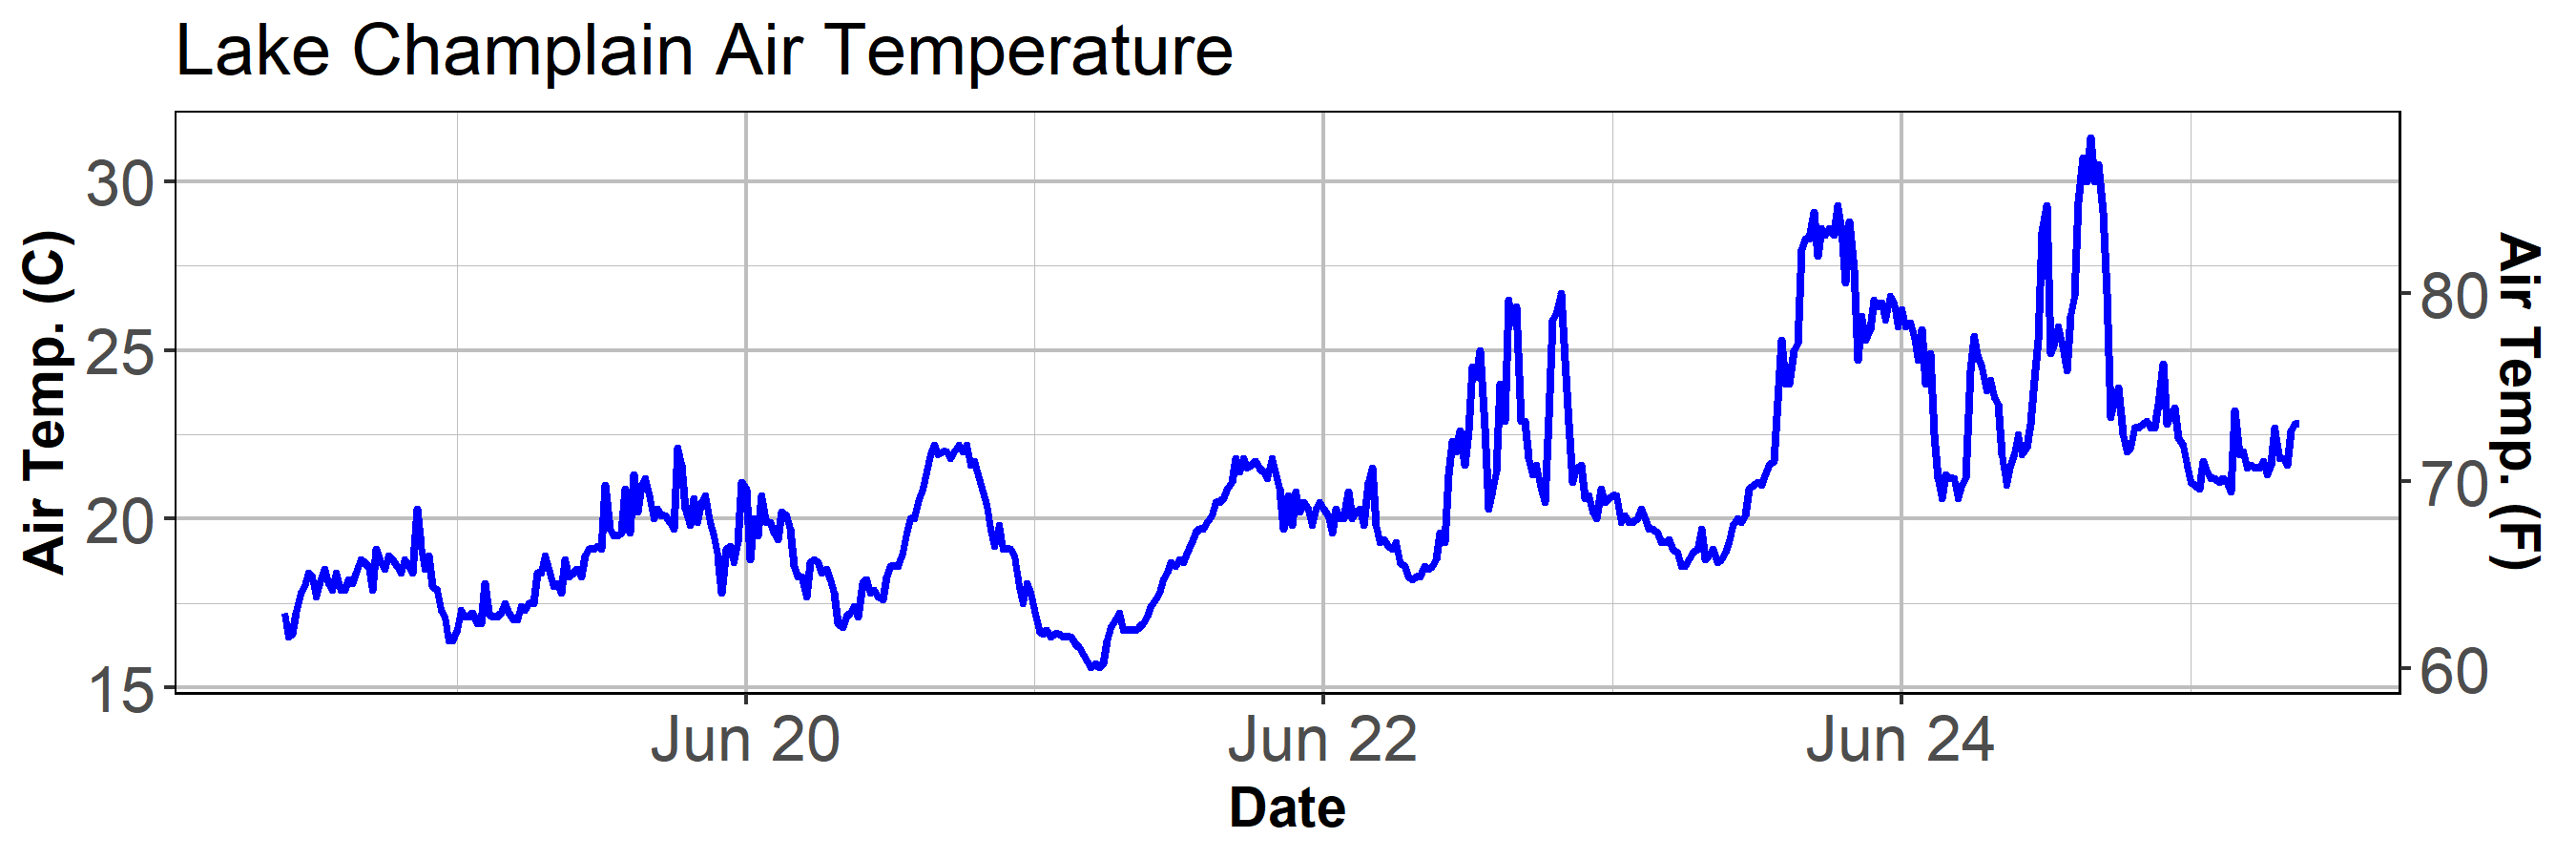 Lake Champlain Air Temperature
Air Temp. (C)
30
25
20
15
80
70
60
Air Temp. (F)
Jun 20
Jun 22
Jun 24
Date